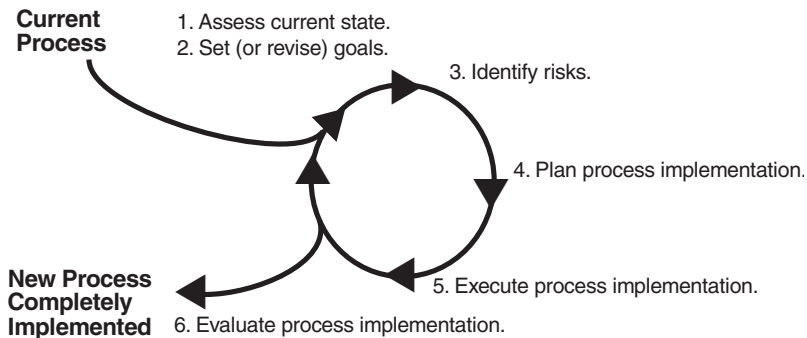 Current
Process
1. Assess current state.
2. Set (or revise) goals.
3. Identify risks.
4. Plan process implementation.
5. Execute process implementation.
New Process
Completely
Implemented
6. Evaluate process implementation.